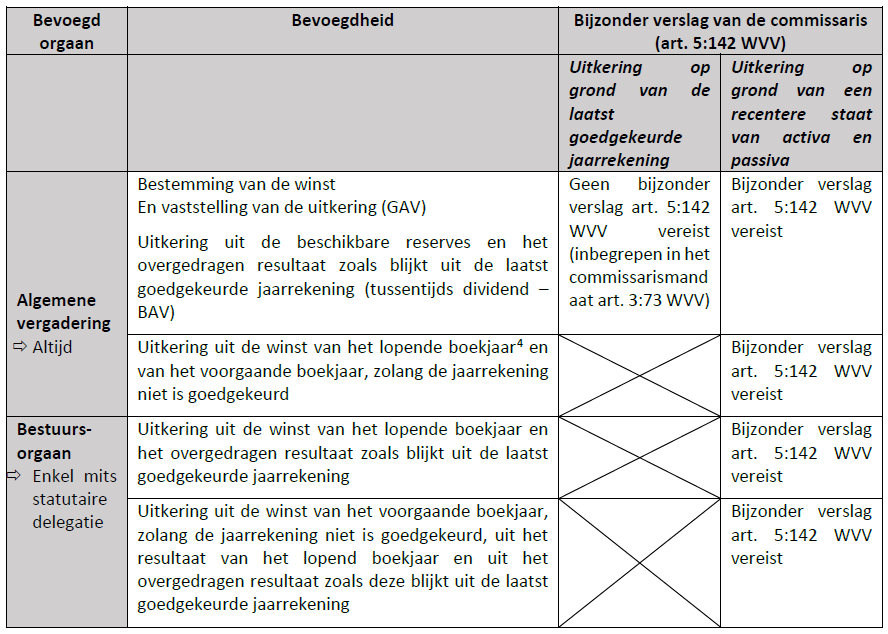 Bevoegd
orgaan
Bevoegdheid
Bijzonder verslag van de commissaris
(art. 5:142 WVV)
Uitkering op
grond van de
laatst
goedgekeurde
jaarrekening
Uitkering op
grond van een
recentere staat
van activa en
passiva
Algemene
vergadering
⇨ Altijd
Bestemming van de winst
En vaststelling van de uitkering (GAV)
Uitkering uit de beschikbare reserves en het
overgedragen resultaat zoals blijkt uit de laatst
goedgekeurde jaarrekening (tussentijds dividend –
BAV)
Geen bijzonder
verslag art. 5:142
WVV vereist
(inbegrepen in het
commissarismand
aat art. 3:73 WVV)
Bijzonder verslag
art. 5:142 WVV
vereist
Uitkering uit de winst van het lopende boekjaar⁴ en
van het voorgaande boekjaar, zolang de jaarrekening
niet is goedgekeurd
Bijzonder verslag
art. 5:142 WVV
vereist
Bestuurs-
orgaan
⇨ Enkel mits
statutaire
delegatie
Uitkering uit de winst van het lopende boekjaar en
het overgedragen resultaat zoals blijkt uit de laatst
goedgekeurde jaarrekening
Bijzonder verslag
art. 5:142 WVV
vereist
Uitkering uit de winst van het voorgaande boekjaar,
zolang de jaarrekening niet is goedgekeurd, uit het
resultaat van het lopend boekjaar en uit het
overgedragen resultaat zoals deze blijkt uit de laatst
goedgekeurde jaarrekening
Bijzonder verslag
art. 5:142 WVV
vereist